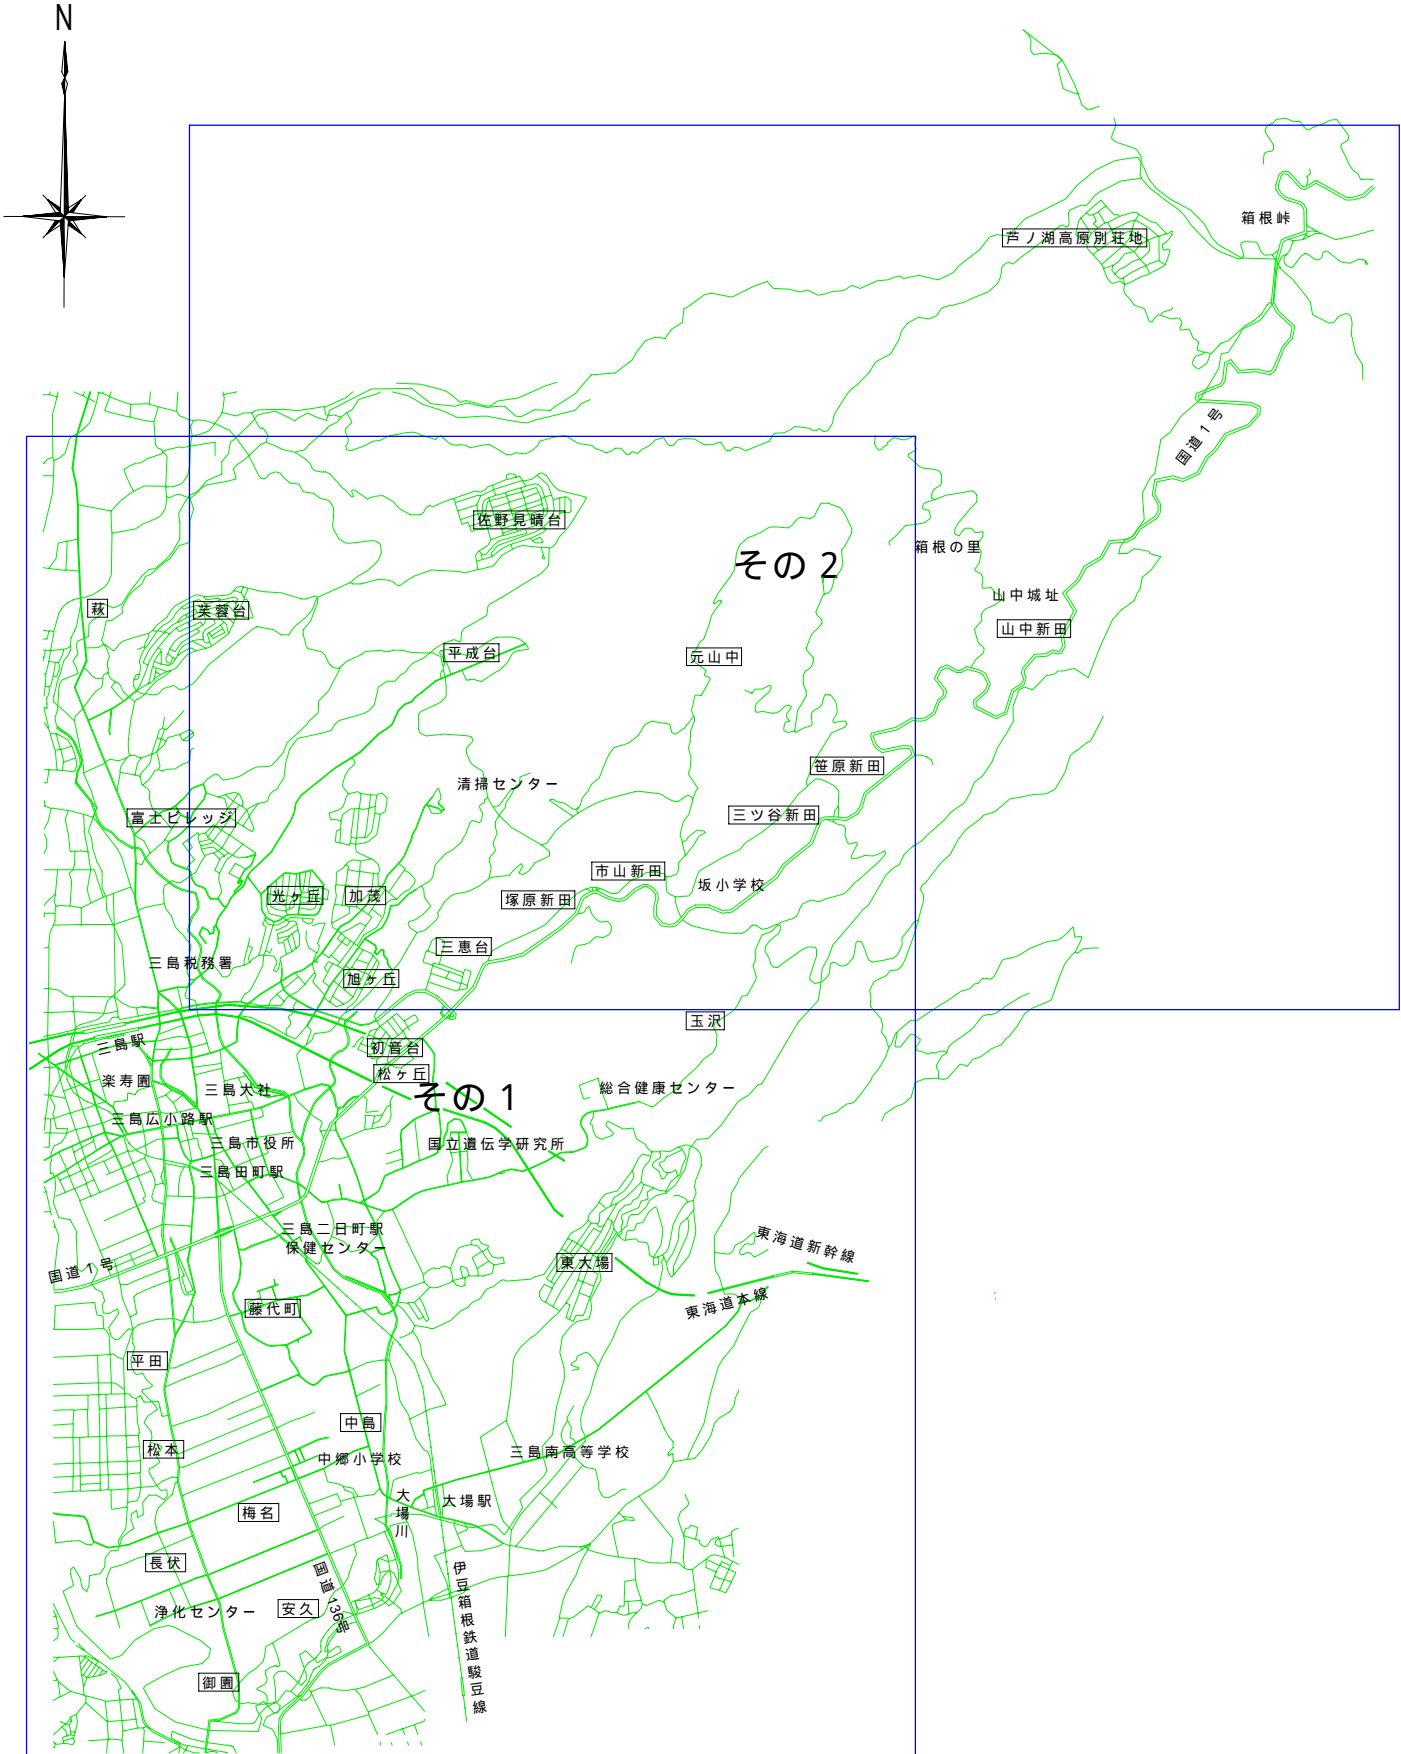 N
箱根峠
芦ノ湖高原別荘地
国道1号
佐野見晴台
箱根の里
その2
山中城址
萩
芙蓉台
山中新田
平成台
元山中
笹原新田
清掃センター
富士ビレッジ
三ツ谷新田
市山新田
坂小学校
光ヶ丘
加茂
塚原新田
三恵台
三島税務署
旭ヶ丘
玉沢
三島駅
初音台
松ヶ丘
楽寿園
三島大社
その1
総合健康センター
三島広小路駅
三島市役所
国立遺伝学研究所
三島田町駅
三島二日町駅
保健センター
東海道新幹線
国道1号
東大場
東海道本線
藤代町
平田
中島
松本
中郷小学校
三島南高等学校
大場川
大場駅
梅名
長伏
国道136号
伊豆箱根鉄道駿豆線
浄化センター
安久
御園